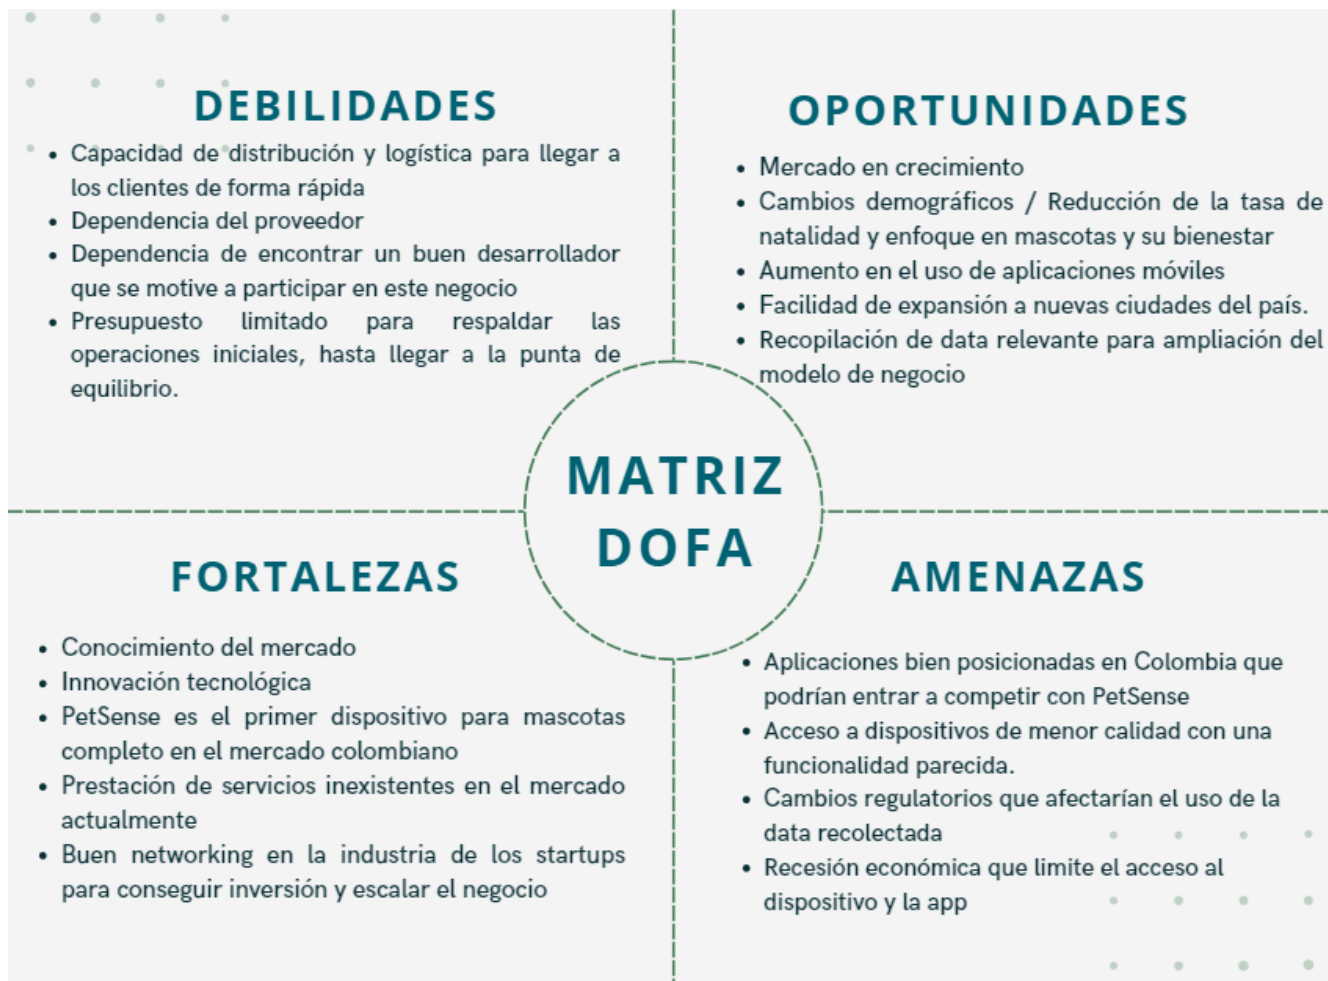 DEBILIDADES
• Capacidad de distribución y logística para llegar a
los clientes de forma rápida
• Dependencia del proveedor
• Dependencia de encontrar un buen desarrollador
que se motive a participar en este negocio
• Presupuesto limitado para respaldar las
operaciones iniciales, hasta llegar a la punta de
equilibrio.
OPORTUNIDADES
• Mercado en crecimiento
• Cambios demográficos / Reducción de la tasa de
natalidad y enfoque en mascotas y su bienestar
• Aumento en el uso de aplicaciones móviles
• Facilidad de expansión a nuevas ciudades del país.
• Recopilación de data relevante para ampliación del
modelo de negocio
MATRIZ
DOFA
FORTALEZAS
• Conocimiento del mercado
• Innovación tecnológica
• PetSense es el primer dispositivo para mascotas
completo en el mercado colombiano
• Prestación de servicios inexistentes en el mercado
actualmente
• Buen networking en la industria de los startups
para conseguir inversión y escalar el negocio
AMENAZAS
• Aplicaciones bien posicionadas en Colombia que
podrían entrar a competir con PetSense
• Acceso a dispositivos de menor calidad con una
funcionalidad parecida.
• Cambios regulatorios que afectarían el uso de la
data recolectada
• Recesión económica que limite el acceso al
dispositivo y la app